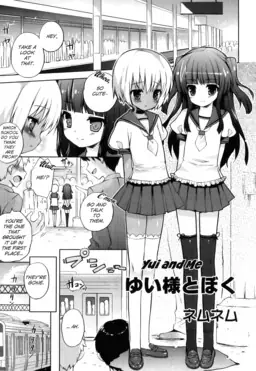 HEY.
TAKE A
LOOK AT
THAT.
WHOA...
SO
CUTE.
WHICH
SCHOOL
DO YOU
THINK
THEY ARE
FROM?
HEY!
GO
AND
TALK TO
THEM.
ME!?
YOU'RE
THE ONE
THAT
BROUGHT
IT UP
IN THE
FIRST
PLACE...
Yui and Me
ゆい様とぼく
ネムネム
THEY'RE
GONE.
...AH.